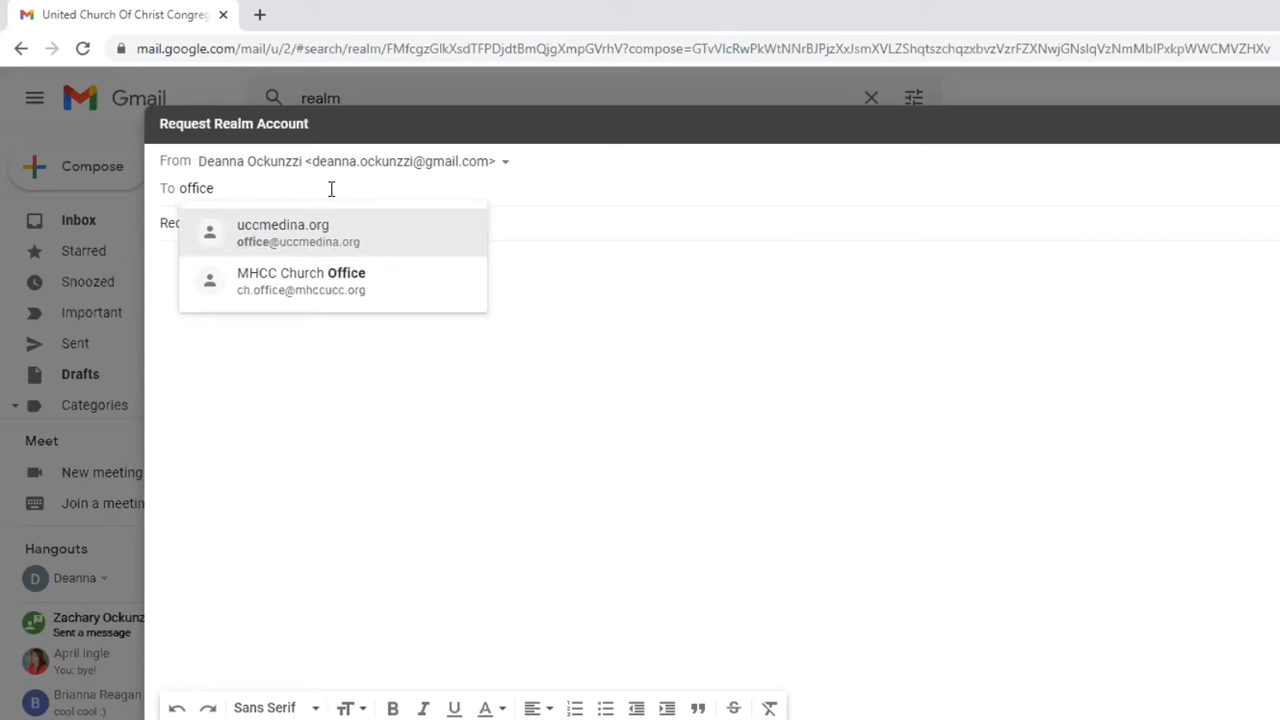 United Church Of Christ Congreg
mail.google.com/mail/u/2/#search/realm/FMfcgzGlkXsdTFPDjdtBmQjgXmpGVrhV?compose=GTvVlcRwPkWtNNrBJPjzXxJsmXVLZShqtszchqzxbvzVzrFZXNwjGNslqVzNmMblPxkpWWCMVZHXv
Gmail
realm
Request Realm Account
Compose
From Deanna Ockunzzi <deanna.ockunzzi@gmail.com>
To office
Req
uccmedina.org
office@uccmedina.org
MHCC Church Office
ch.office@mhccucc.org
Inbox
Starred
Snoozed
Important
Sent
Drafts
Categories
Meet
New meeting
Join a meetin
Hangouts
D
Deanna
Zachary Ockunz
Sent a message
April Ingle
You: bye!
B
Brianna Reagan
cool cool :)
Sans Serif
B I U A